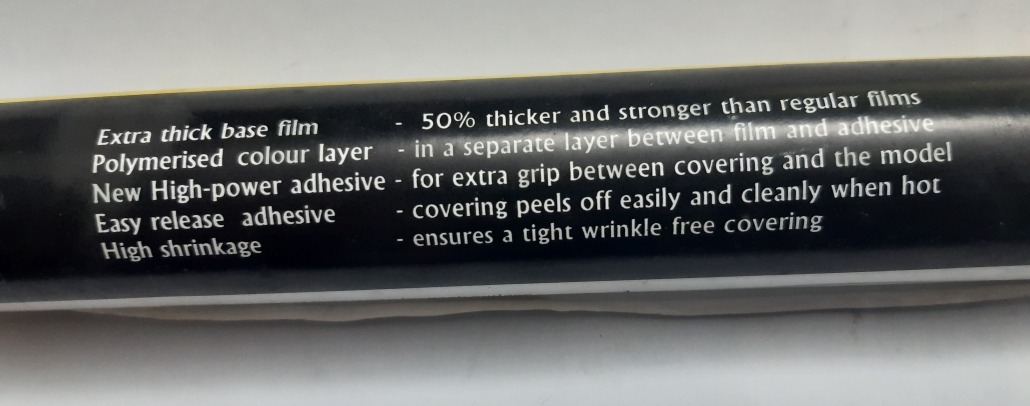 Extra thick base film - 50% thicker and stronger than regular films
Polymerised colour layer - in a separate layer between film and adhesive
New High-power adhesive - for extra grip between covering and the model
Easy release adhesive - covering peels off easily and cleanly when hot
High shrinkage - ensures a tight wrinkle free covering